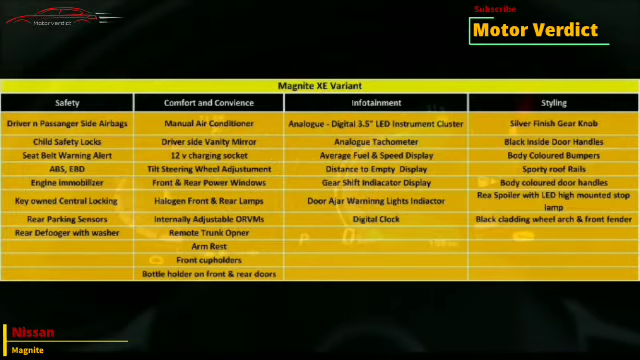 Motorverdict
Subscribe
Motor Verdict
Magnite XE Variant
Safety Comfort and Convience Infotainment Styling
Driver n Passanger Side Airbags Manual Air Conditioner Analogue - Digital 3.5" LED Instrument Cluster Silver Finish Gear Knob
Child Safety Locks Driver side Vanity Mirror Analogue Tachometer Black Inside Door Handles
Seat Belt Warning Alert 12 v charging socket Average Fuel & Speed Display Body Coloured Bumpers
ABS, EBD Tilt Steering Wheel Adjustument Distance to Empty Display Sporty roof Rails
Engine immobilizer Front & Rear Power Windows Gear Shift Indiacator Display Body coloured door handles
Key owned Central Locking Halogen Front & Rear Lamps Door Ajar Warninng Lights Indiactor Rea Spoiler with LED high mounted stop
lamp
Rear Parking Sensors Internally Adjustable ORVMs Digital Clock Black cladding wheel arch & front fender
Rear Defooger with washer Remote Trunk Opner
Arm Rest
Front cupholders
Bottle holder on front & rear doors
Nissan
Magnite